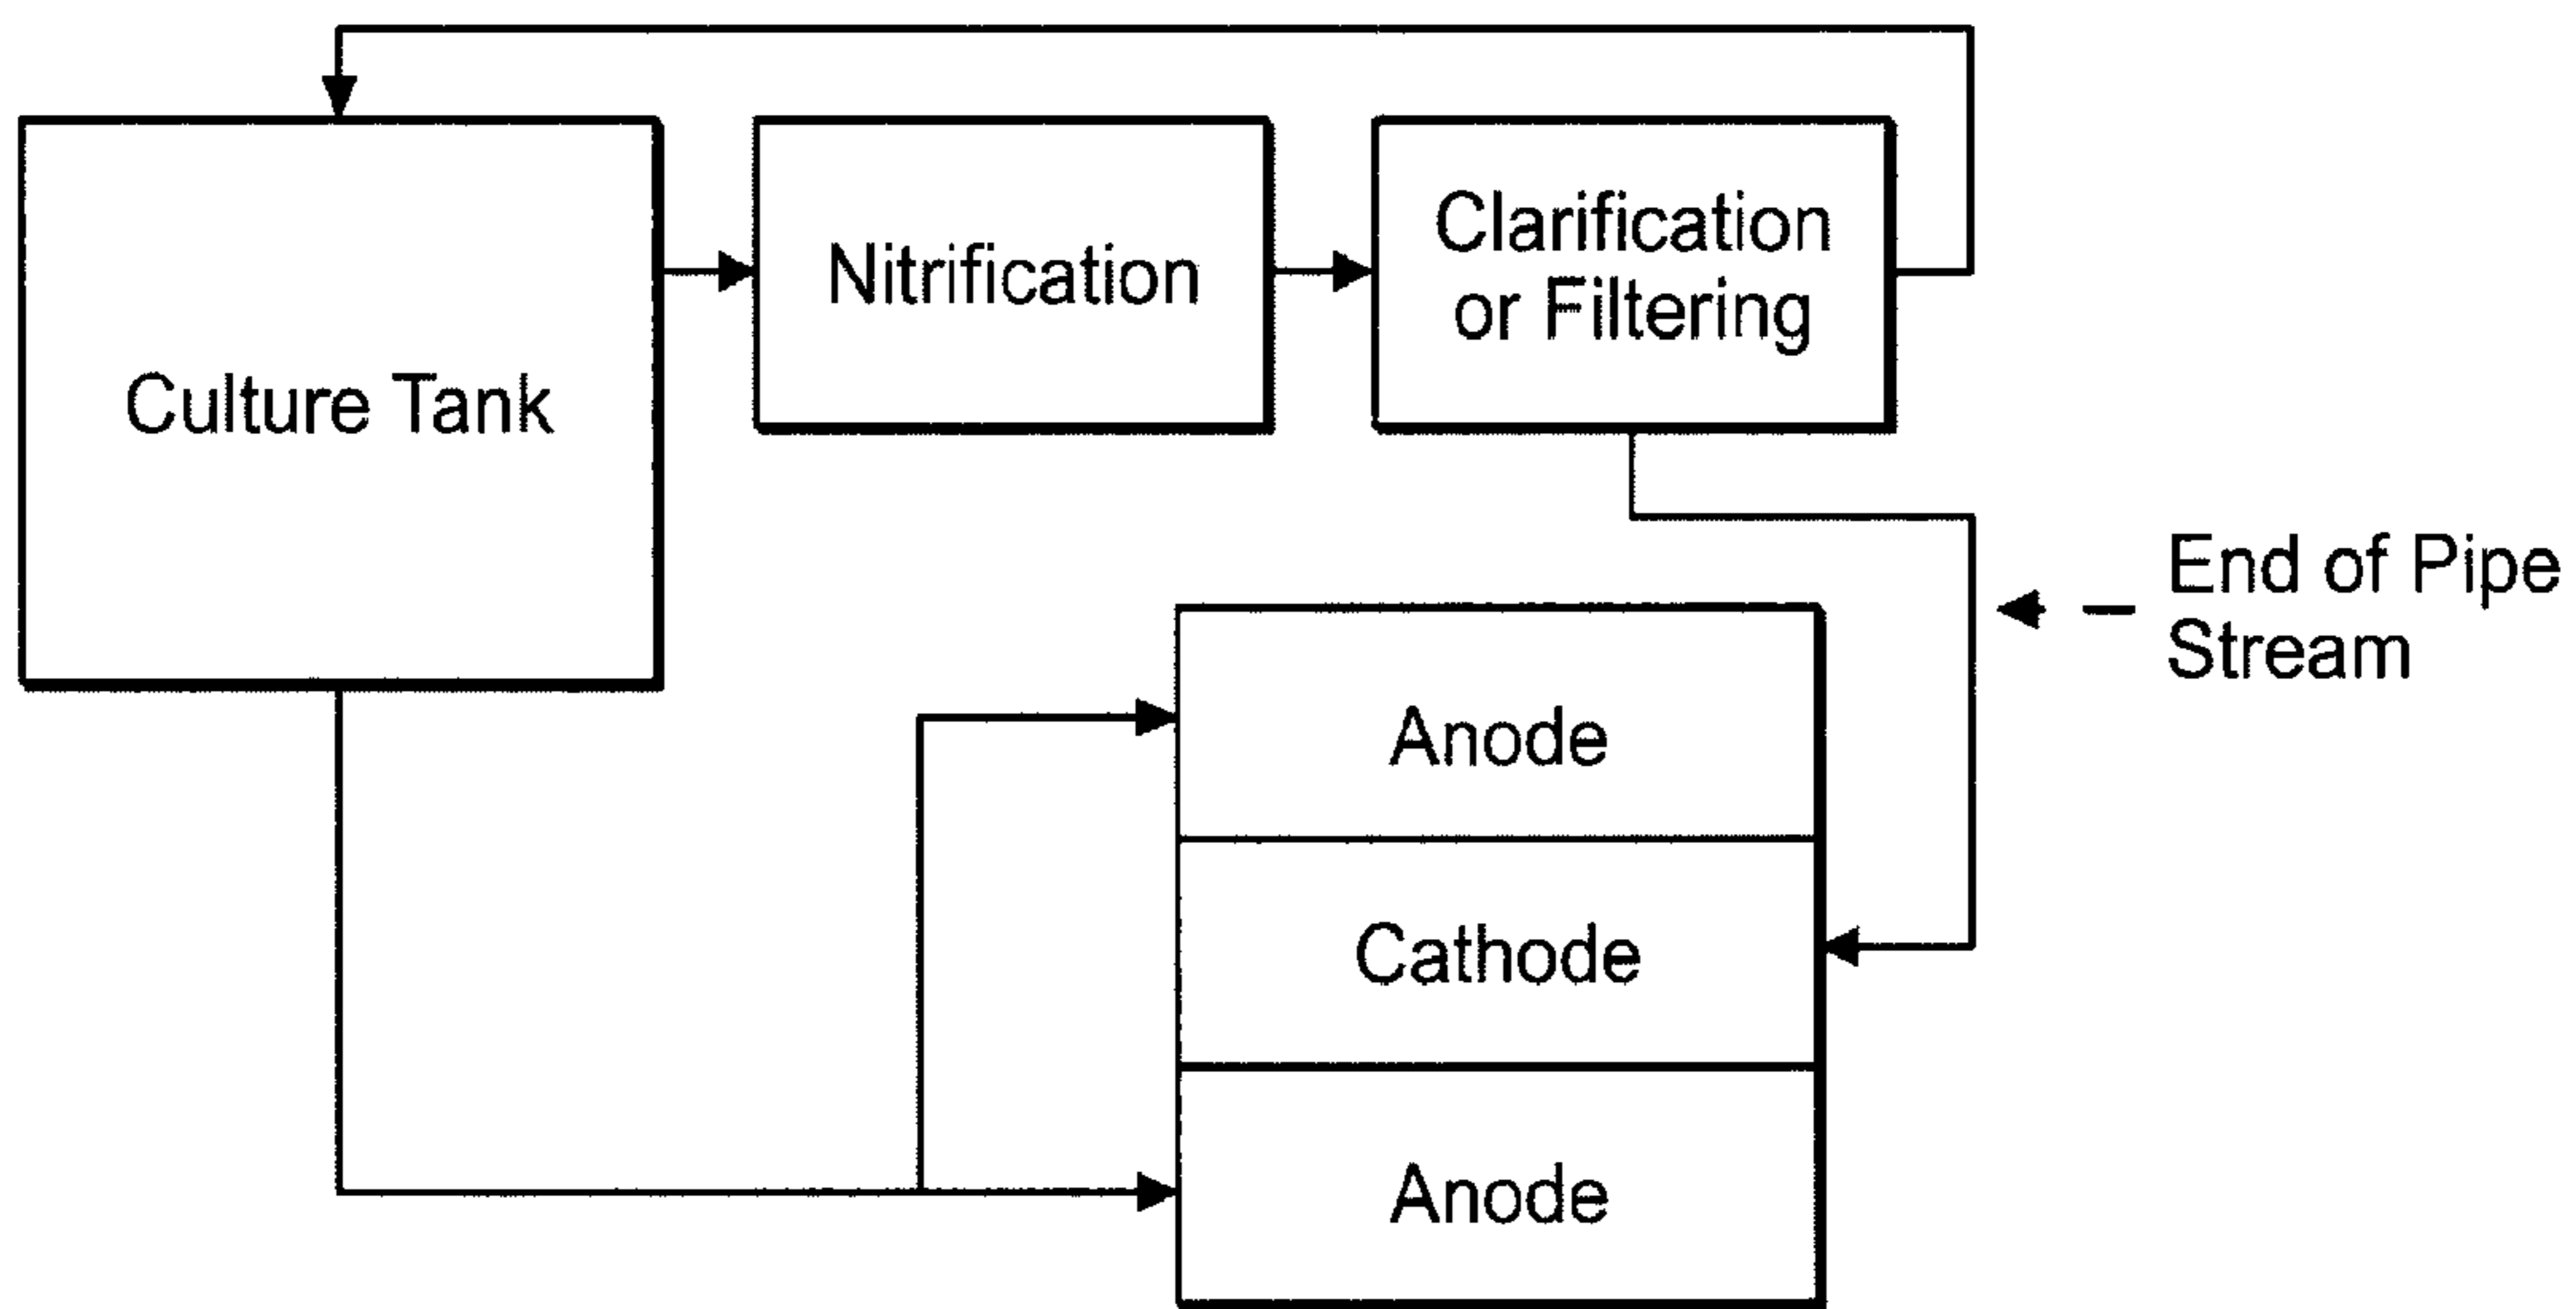 Culture Tank
Nitrification
Clarification
or Filtering
End of Pipe
Stream
Anode
Cathode
Anode